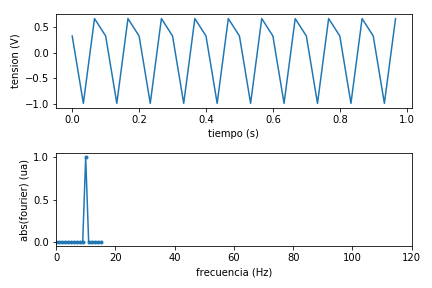 tension (V)
0.5
0.0
−0.5
−1.0
0.0 0.2 0.4 0.6 0.8 1.0
tiempo (s)
abs(fourier) (ua)
1.0
0.5
0.0
0 20 40 60 80 100 120
frecuencia (Hz)